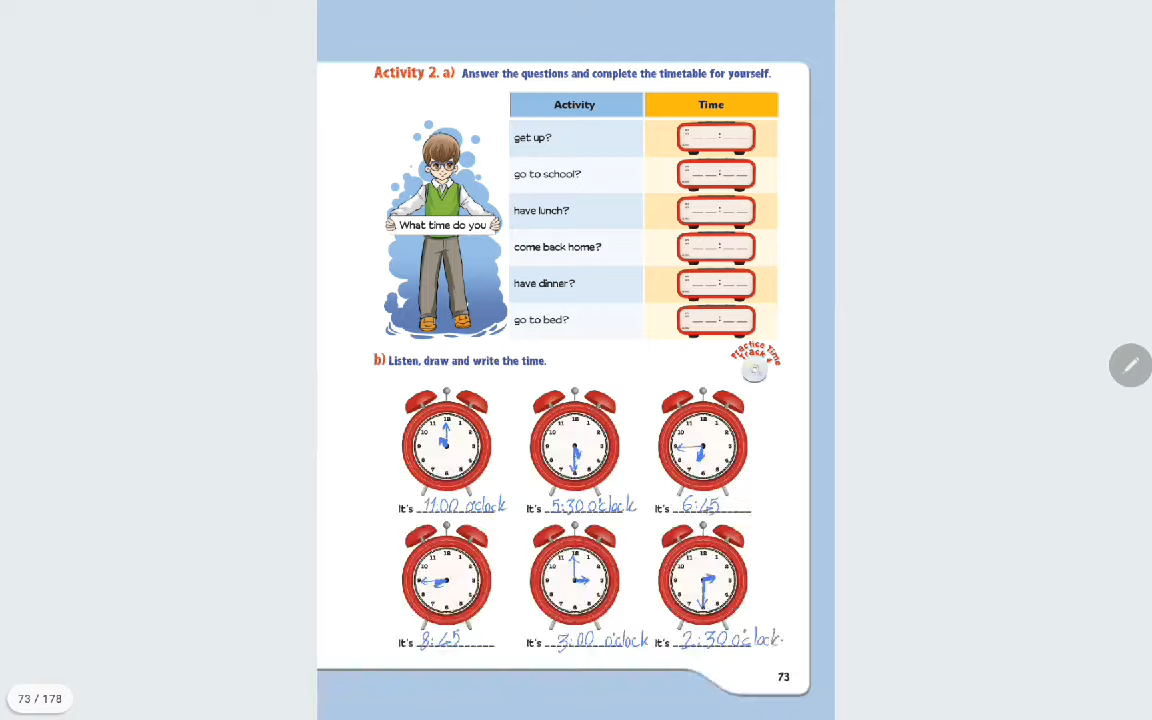 Activity 2. a) Answer the questions and complete the timetable for yourself.
Activity Time
get up?
go to school?
have lunch?
What time do you
come back home?
have dinner?
go to bed?
b) Listen, draw and write the time.
Practice Time
Track
It's 11:00 o'clock It's 5:30 o'clock It's 6:45
It's 8:45 It's 3:00 o'clock It's 2:30 o'clock.
73
73 / 178